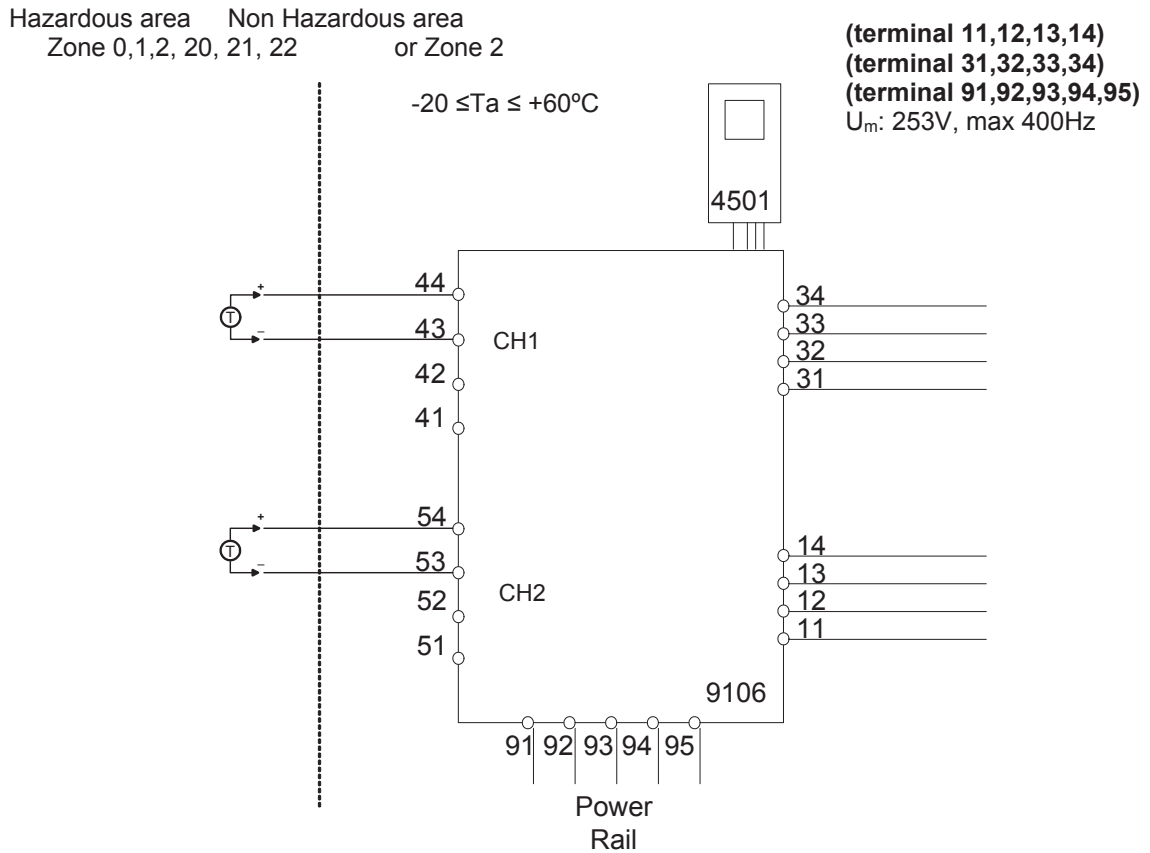 Hazardous area Non Hazardous area
Zone 0,1,2, 20, 21, 22 or Zone 2
(terminal 11,12,13,14)
(terminal 31,32,33,34)
(terminal 91,92,93,94,95)
Um: 253V, max 400Hz
-20 ≤Ta ≤ +60ºC
4501
44
+
T
43
–
CH1
42
41
34
33
32
31
54
+
T
53
–
CH2
52
51
14
13
12
11
9106
91 92 93 94 95
Power
Rail